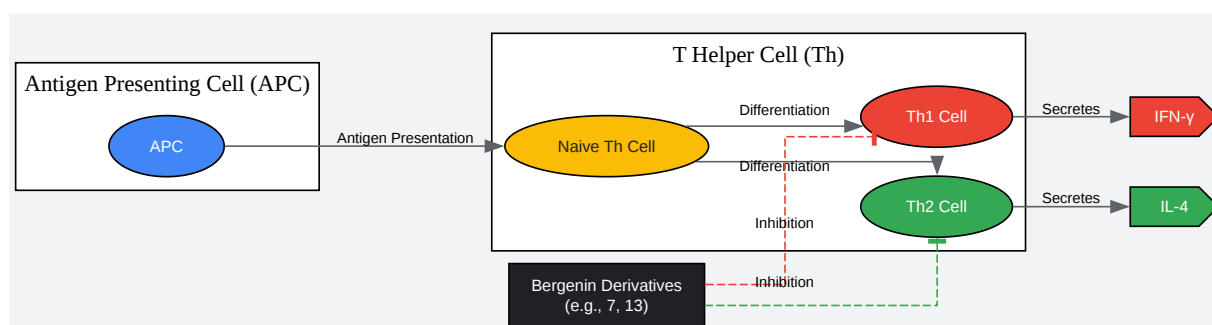 Antigen Presenting Cell (APC)
APC
Antigen Presentation
T Helper Cell (Th)
Naive Th Cell
Differentiation
Differentiation
Th1 Cell
Th2 Cell
Secretes
Secretes
IFN-γ
IL-4
Inhibition
Inhibition
Bergenin Derivatives
(e.g., 7, 13)